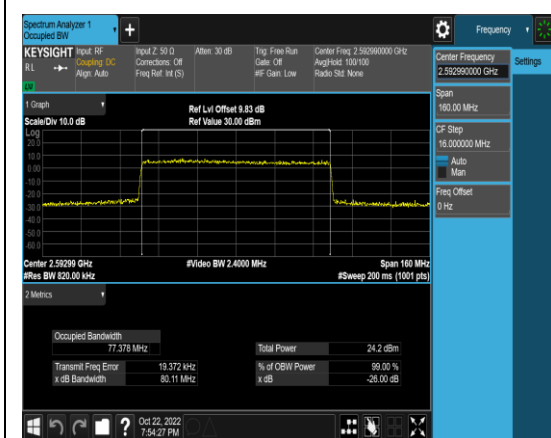 Spectrum Analyzer 1
Occupied BW
+
Frequency
KEYSIGHT
Input: RF
Coupling: DC
Align: Auto
Input Z: 50 Ω
Corrections: Off
Freq Ref: Int (S)
Atten: 30 dB
Trig: Free Run
Gate: Off
#IF Gain: Low
Center Freq: 2.592990000 GHz
Avg|Hold: 100/100
Radio Std: None
RL
Center Frequency
2.592990000 GHz
Settings
Span
160.00 MHz
CF Step
16.000000 MHz
Auto
Man
Freq Offset
0 Hz
1 Graph
Scale/Div 10.0 dB
Ref Lvl Offset 9.83 dB
Ref Value 30.00 dBm
Log
20.0
10.0
0.00
-10.0
-20.0
-30.0
-40.0
-50.0
-60.0
Center 2.59299 GHz
#Res BW 820.00 kHz
#Video BW 2.4000 MHz
Span 160 MHz
#Sweep 200 ms (1001 pts)
2 Metrics
Occupied Bandwidth
77.378 MHz
Total Power 24.2 dBm
Transmit Freq Error 19.372 kHz
% of OBW Power 99.00 %
x dB Bandwidth 80.11 MHz
x dB -26.00 dB
?
Oct 22, 2022
7:54:27 PM